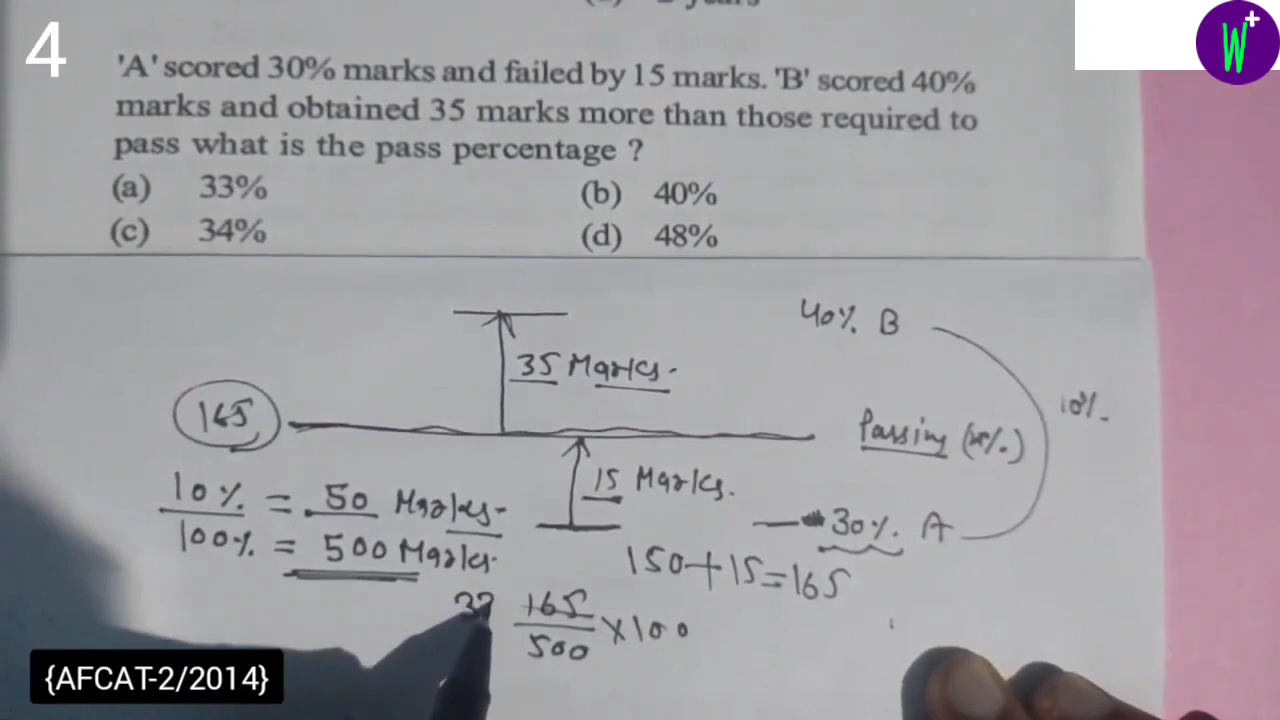 4
W+
'A' scored 30% marks and failed by 15 marks. 'B' scored 40%
marks and obtained 35 marks more than those required to
pass what is the pass percentage ?
(a) 33%
(b) 40%
(c) 34%
(d) 48%
40% B
35 Marks.
10%
165
Passing
15 Marks.
10% = 50 Marks
30% A
100% = 500 Marks
150+15=165
33
165/500 ×100
{AFCAT-2/2014}